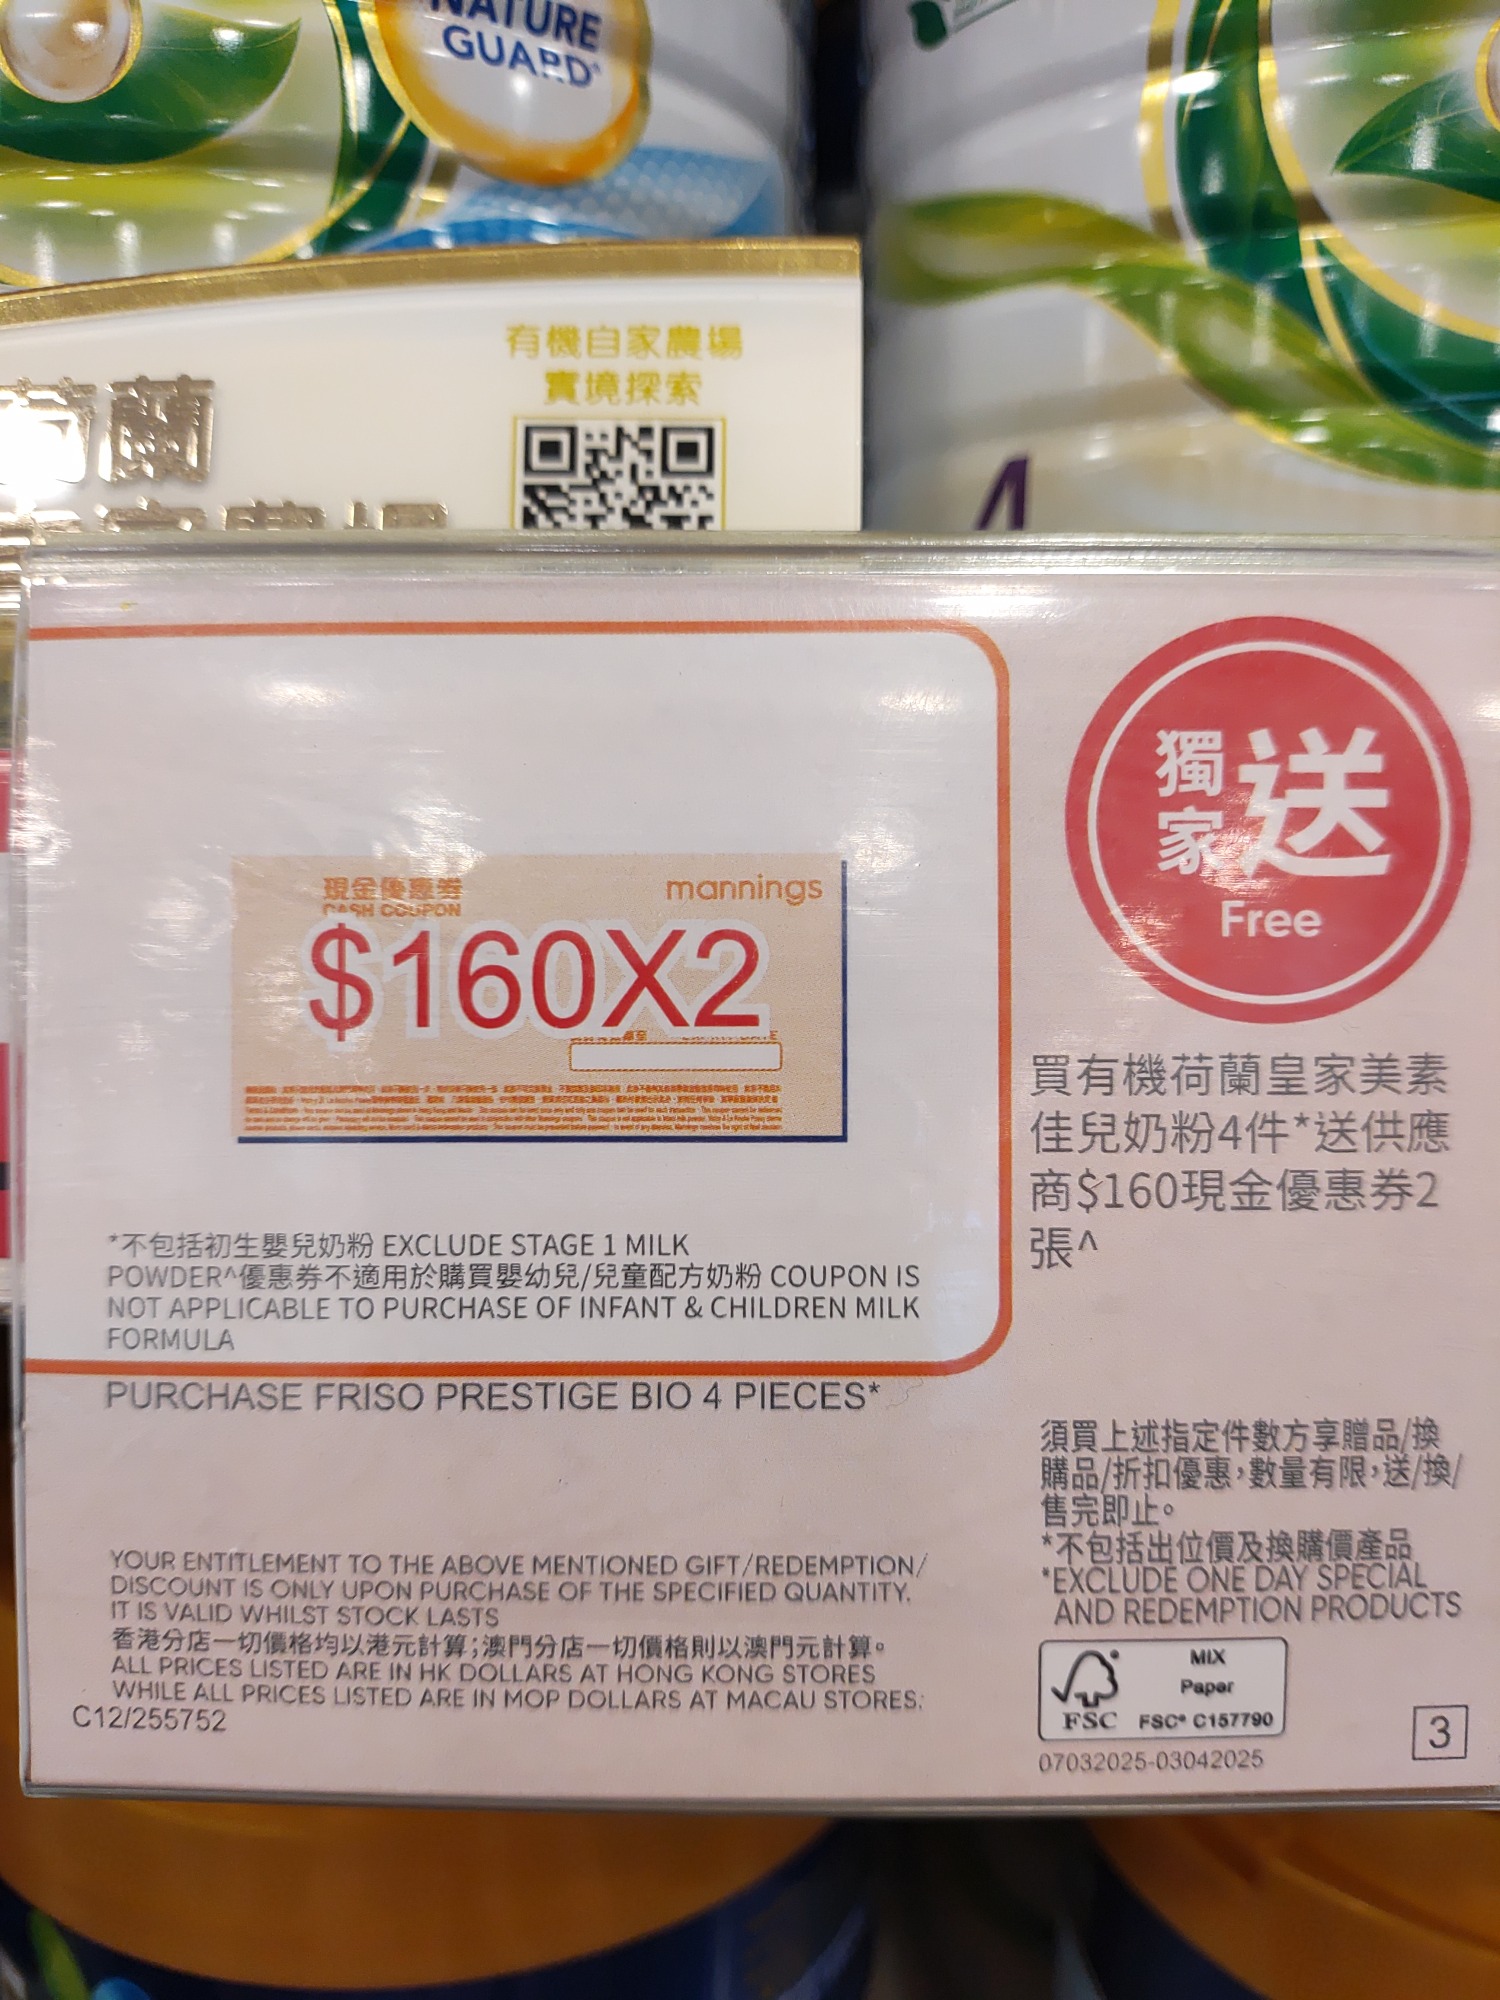 NATURE
GUARD
有機自家農場
實境探索
荷蘭
4
獨家
送
Free
現金優惠券
CASH COUPON
mannings
$160X2
買有機荷蘭皇家美素
佳兒奶粉4件*送供應
商$160現金優惠券2
張^
*不包括初生嬰兒奶粉 EXCLUDE STAGE 1 MILK
POWDER^優惠券不適用於購買嬰幼兒/兒童配方奶粉 COUPON IS
NOT APPLICABLE TO PURCHASE OF INFANT & CHILDREN MILK
FORMULA
PURCHASE FRISO PRESTIGE BIO 4 PIECES*
須買上述指定件數方享贈品/換
購品/折扣優惠,數量有限,送/換/
售完即止。
*不包括出位價及換購價產品
*EXCLUDE ONE DAY SPECIAL
AND REDEMPTION PRODUCTS
YOUR ENTITLEMENT TO THE ABOVE MENTIONED GIFT/REDEMPTION/
DISCOUNT IS ONLY UPON PURCHASE OF THE SPECIFIED QUANTITY.
IT IS VALID WHILST STOCK LASTS
香港分店一切價格均以港元計算;澳門分店一切價格則以澳門元計算。
ALL PRICES LISTED ARE IN HK DOLLARS AT HONG KONG STORES
WHILE ALL PRICES LISTED ARE IN MOP DOLLARS AT MACAU STORES.
C12/255752
FSC
MIX
Paper
FSC® C157790
07032025-03042025
3